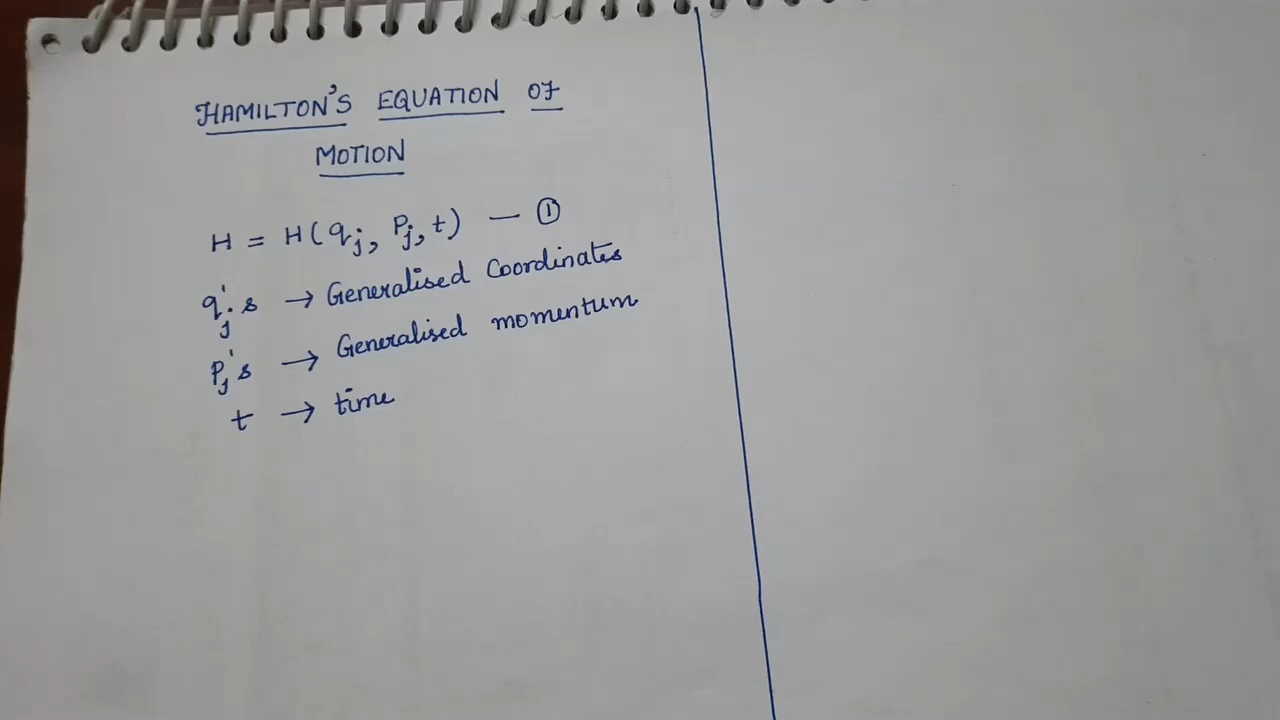 HAMILTON'S EQUATION OF
MOTION
H = H(qj, Pj, t) — ①
qj's → Generalised Coordinates
Pj's → Generalised momentum
t → time